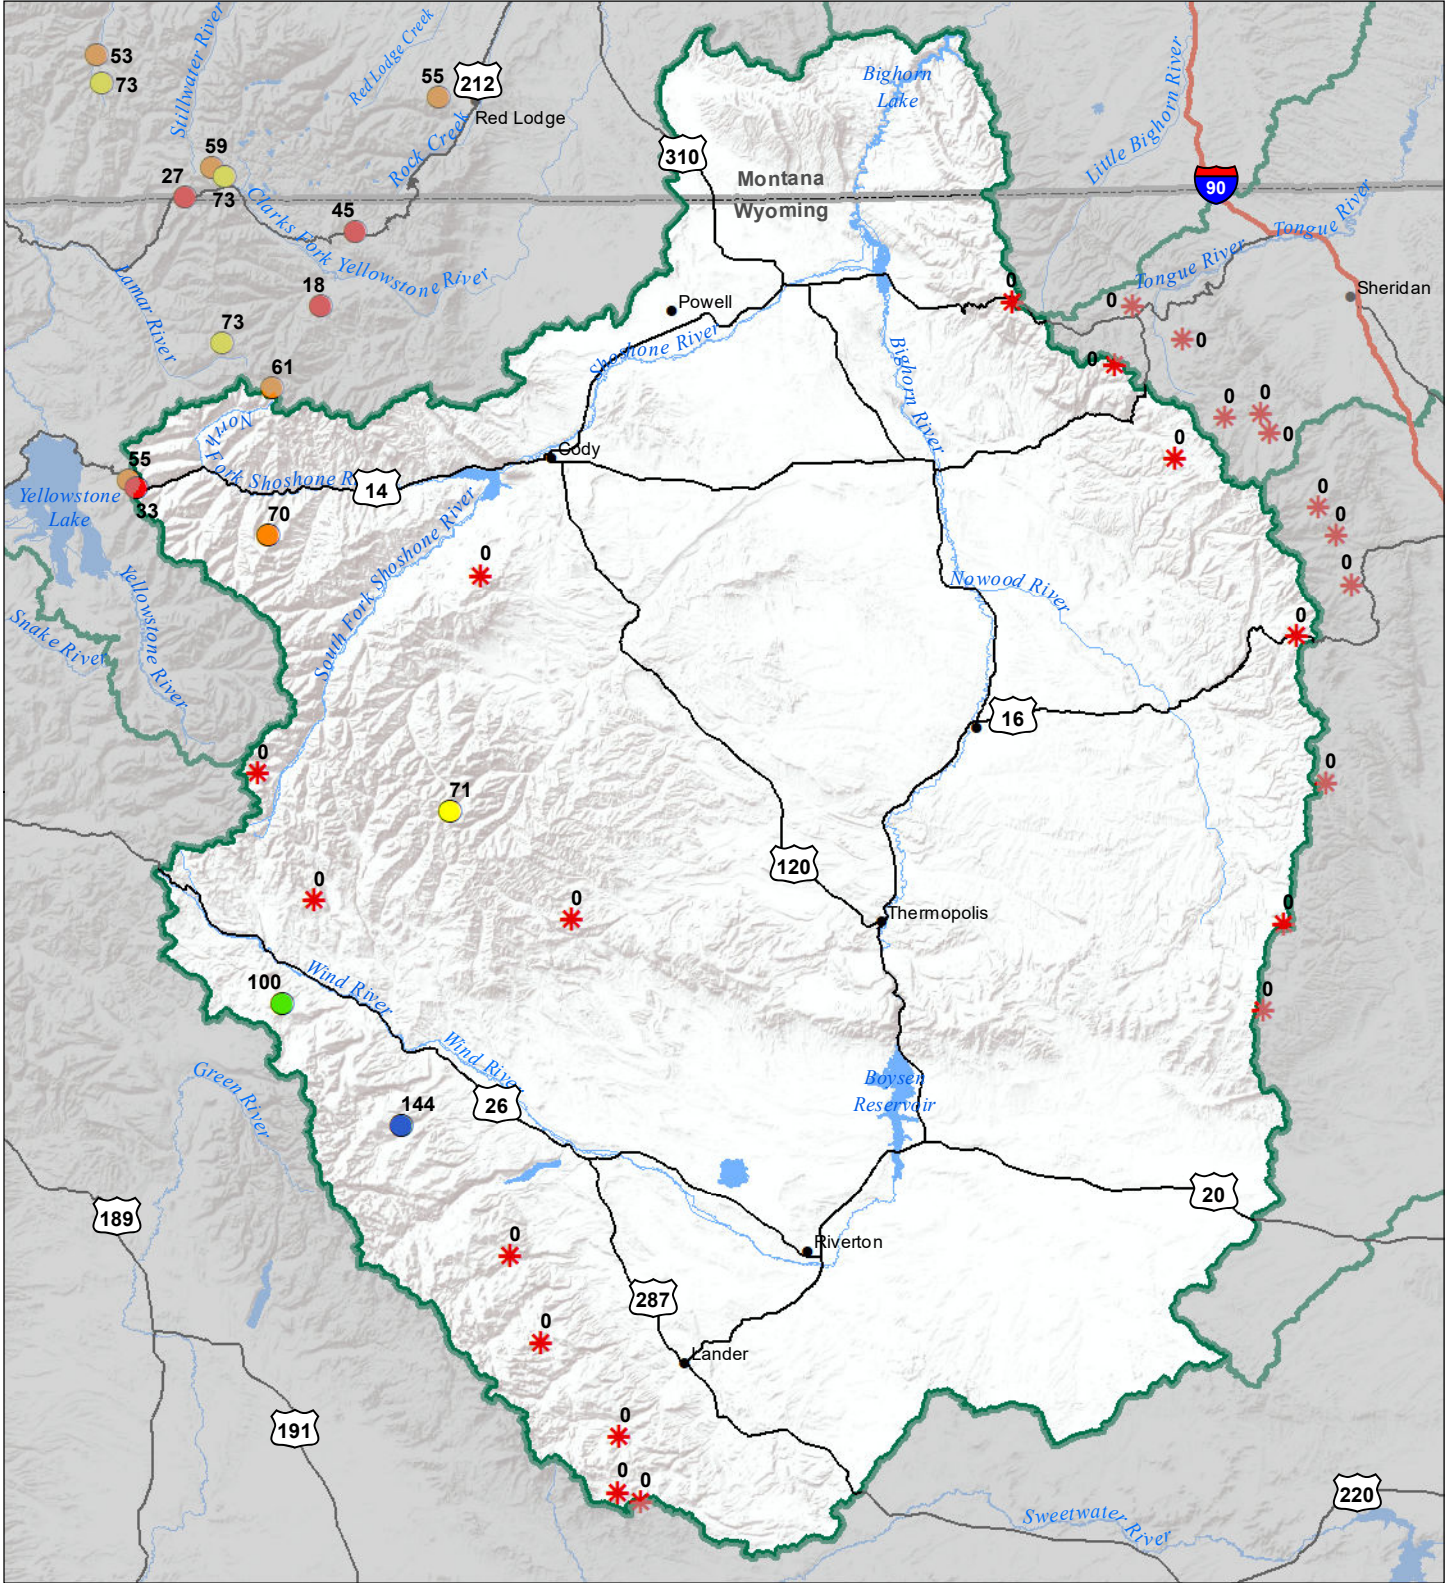 53
73
Stillwater River
Red Lodge Creek
55
212
Red Lodge
Rock Creek
Bighorn
Lake
Little Bighorn River
310
90
59
27
73
45
Montana
Wyoming
Clarks Fork Yellowstone River
Tongue River
Tongue River
Lamar River
18
73
61
Powell
Shoshone River
Bighorn River
0
0
0
0
Sheridan
North
Fork Shoshone R
14
Cody
55
33
Yellowstone
Lake
70
0
0
0
0
0
0
0
0
0
South Fork Shoshone River
Nowood River
Yellowstone River
Snake River
0
0
16
71
0
120
0
0
Thermopolis
0
0
100
Wind River
Wind River
Green River
144
26
Boysen
Reservoir
189
20
0
Riverton
287
0
Lander
191
0
0
0
220
Sweetwater
River